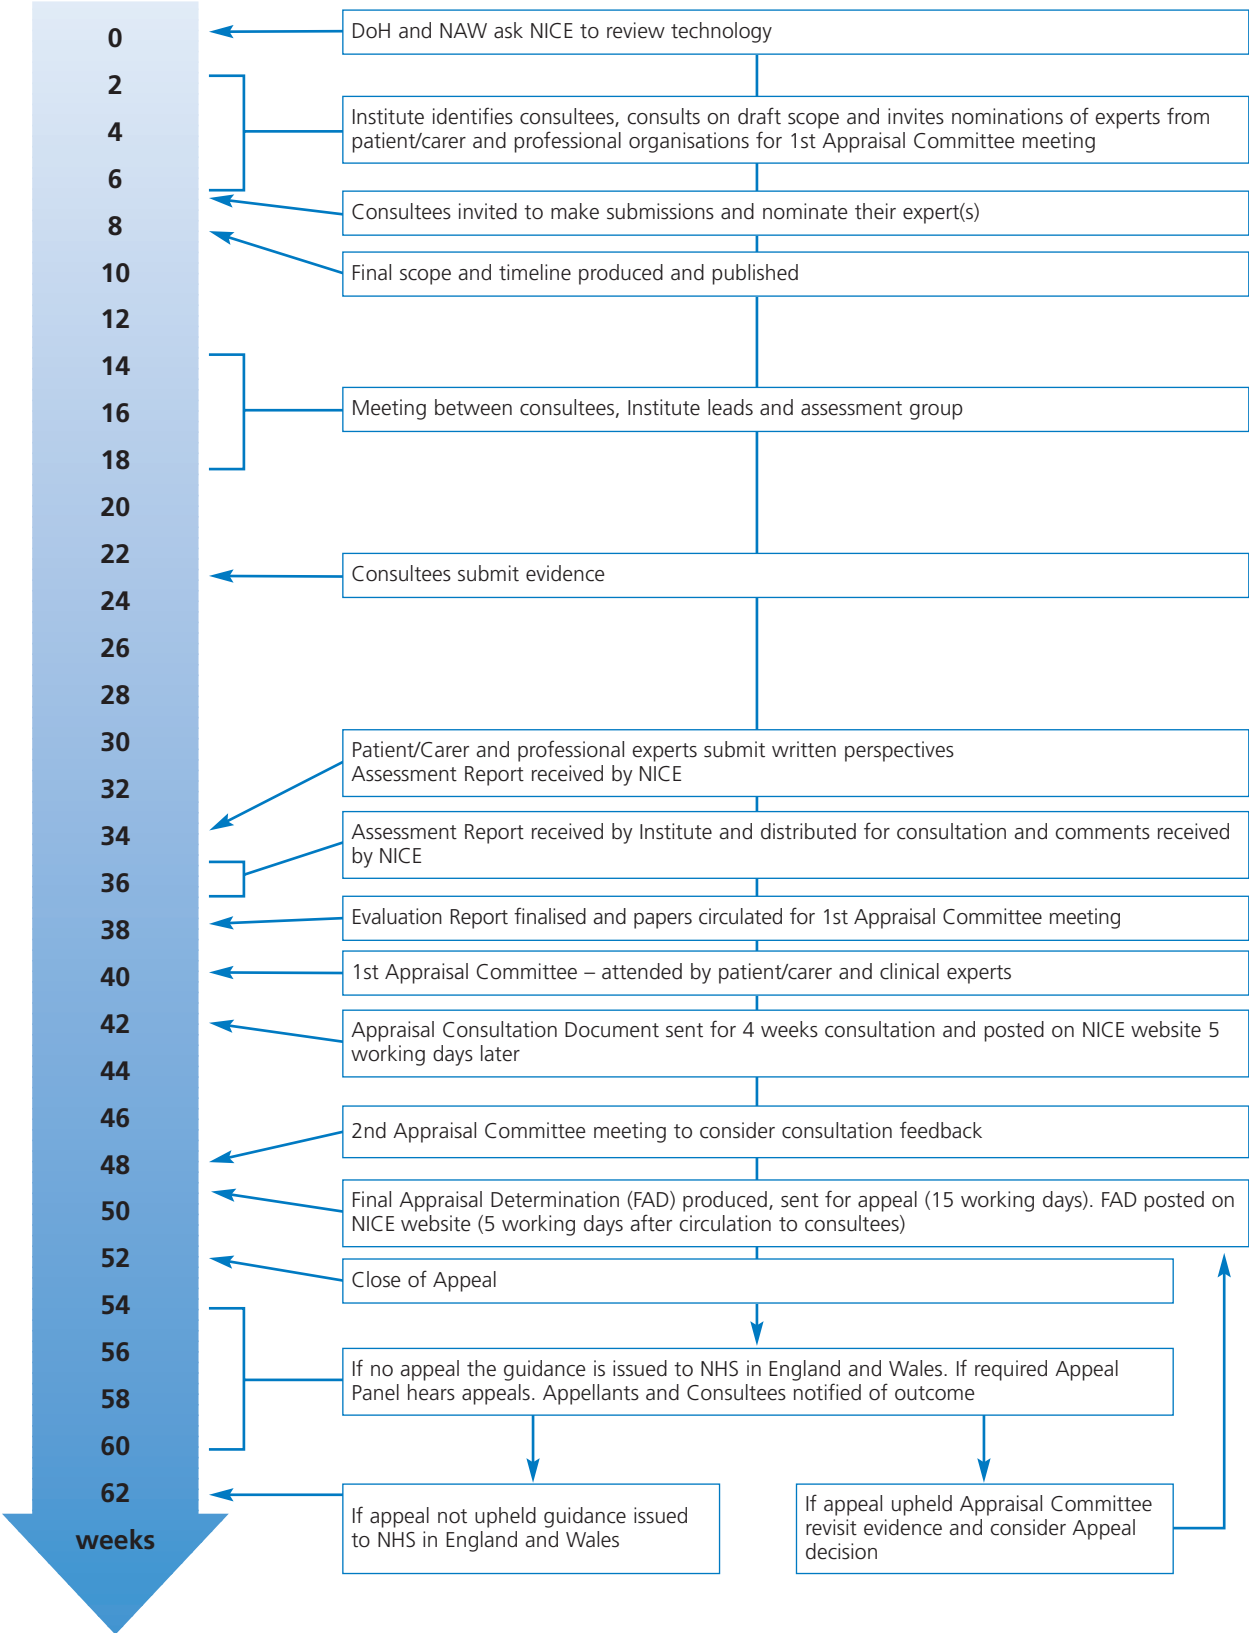 0
DoH and NAW ask NICE to review technology
2
4
6
Institute identifies consultees, consults on draft scope and invites nominations of experts from
patient/carer and professional organisations for 1st Appraisal Committee meeting
Consultees invited to make submissions and nominate their expert(s)
8
10
Final scope and timeline produced and published
12
14
16
18
Meeting between consultees, Institute leads and assessment group
20
22
Consultees submit evidence
24
26
28
30
Patient/Carer and professional experts submit written perspectives
Assessment Report received by NICE
32
34
Assessment Report received by Institute and distributed for consultation and comments received
by NICE
36
38
Evaluation Report finalised and papers circulated for 1st Appraisal Committee meeting
40
1st Appraisal Committee – attended by patient/carer and clinical experts
42
Appraisal Consultation Document sent for 4 weeks consultation and posted on NICE website 5
working days later
44
46
2nd Appraisal Committee meeting to consider consultation feedback
48
50
Final Appraisal Determination (FAD) produced, sent for appeal (15 working days). FAD posted on
NICE website (5 working days after circulation to consultees)
52
Close of Appeal
54
56
58
60
If no appeal the guidance is issued to NHS in England and Wales. If required Appeal
Panel hears appeals. Appellants and Consultees notified of outcome
62
weeks
If appeal not upheld guidance issued
to NHS in England and Wales
If appeal upheld Appraisal Committee
revisit evidence and consider Appeal
decision